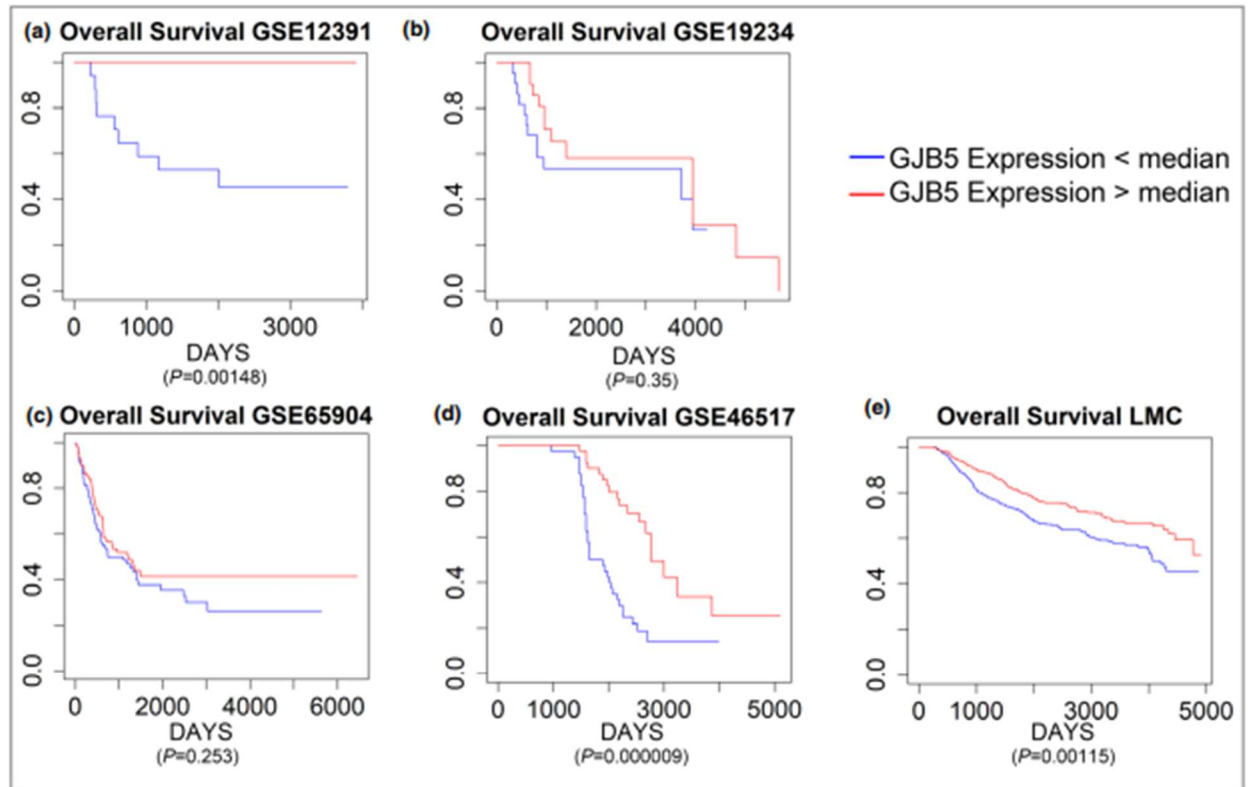 (a) Overall Survival GSE12391
0.8
0.4
0.0
0 1000 3000
DAYS
(P=0.00148)
(b) Overall Survival GSE19234
0.8
0.4
0.0
0 2000 4000
DAYS
(P=0.35)
GJB5 Expression < median
GJB5 Expression > median
(c) Overall Survival GSE65904
0.8
0.4
0.0
0 2000 4000 6000
DAYS
(P=0.253)
(d) Overall Survival GSE46517
0.8
0.4
0.0
0 1000 3000 5000
DAYS
(P=0.000009)
(e) Overall Survival LMC
0.8
0.4
0.0
0 1000 3000 5000
DAYS
(P=0.00115)